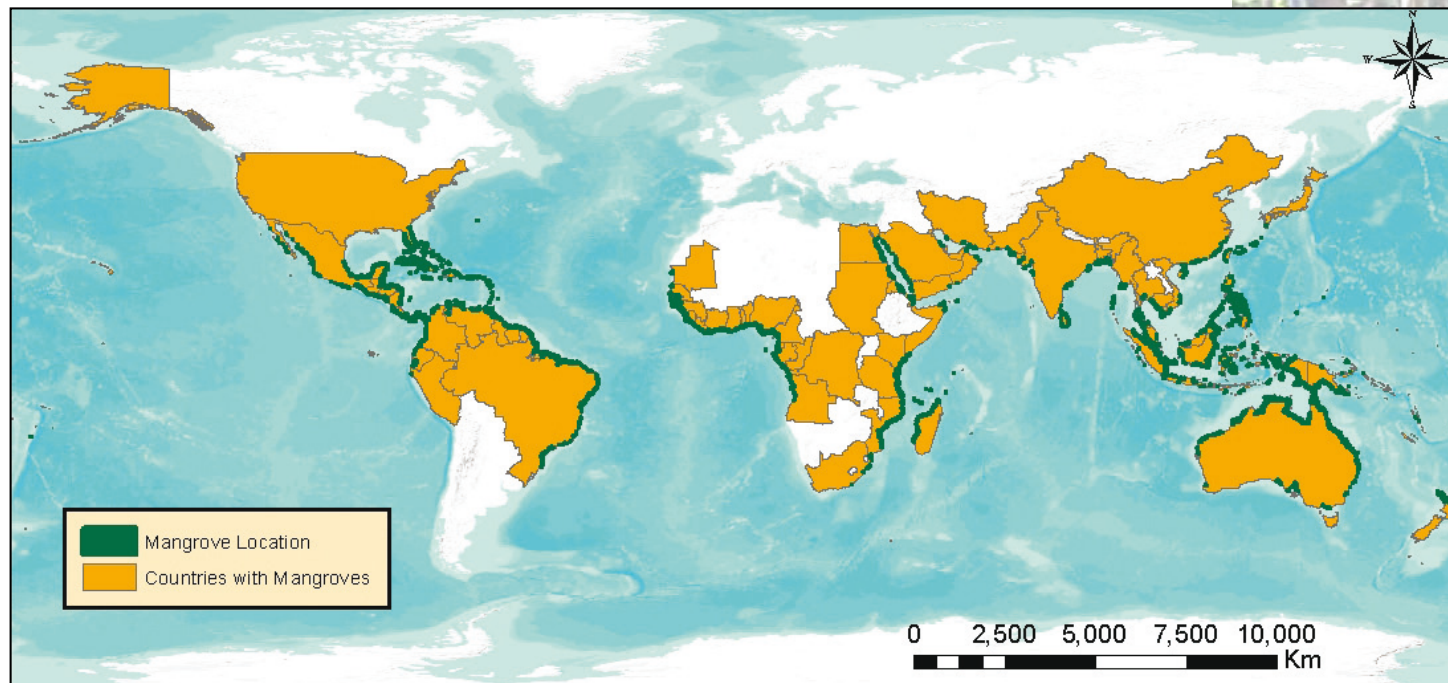 N
W
S
Mangrove Location
Countries with Mangroves
0 2,500 5,000 7,500 10,000
Km